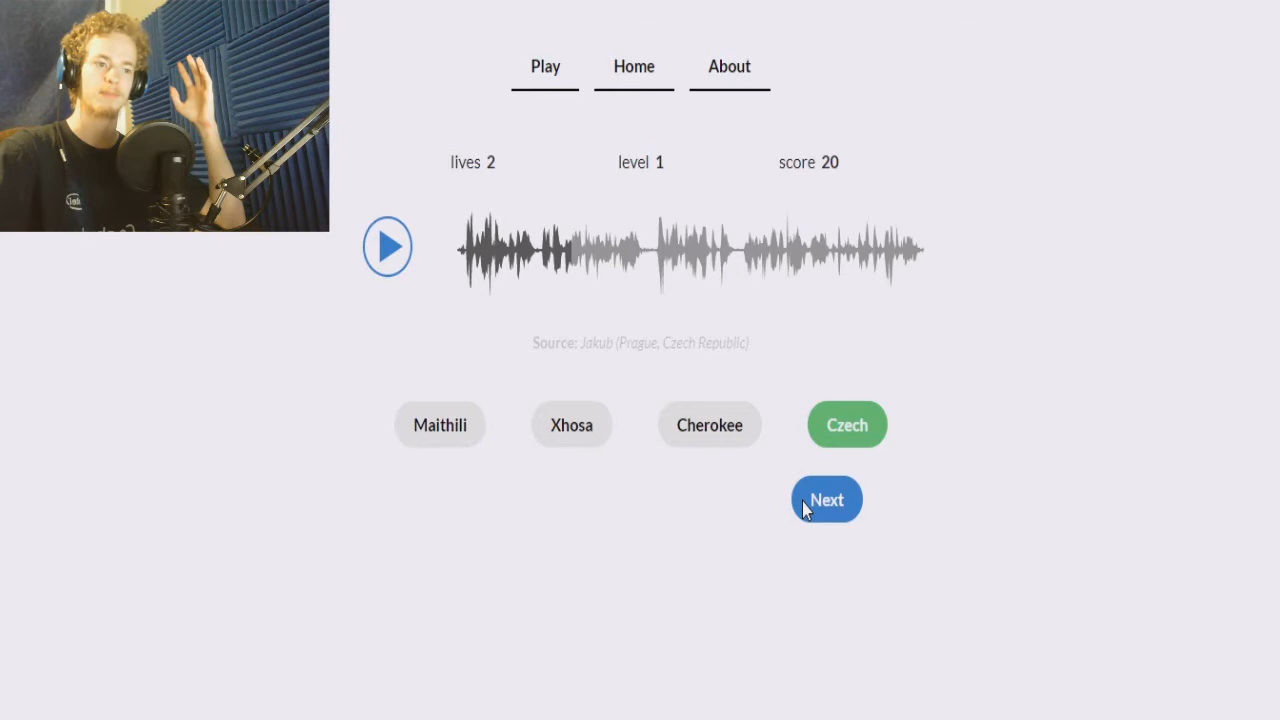 Play Home About
lives 2 level 1 score 20
Source: Jakub (Prague, Czech Republic)
Maithili Xhosa Cherokee Czech
Next